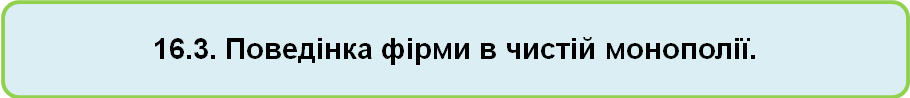 16.3. Поведінка фірми в чистій монополії.